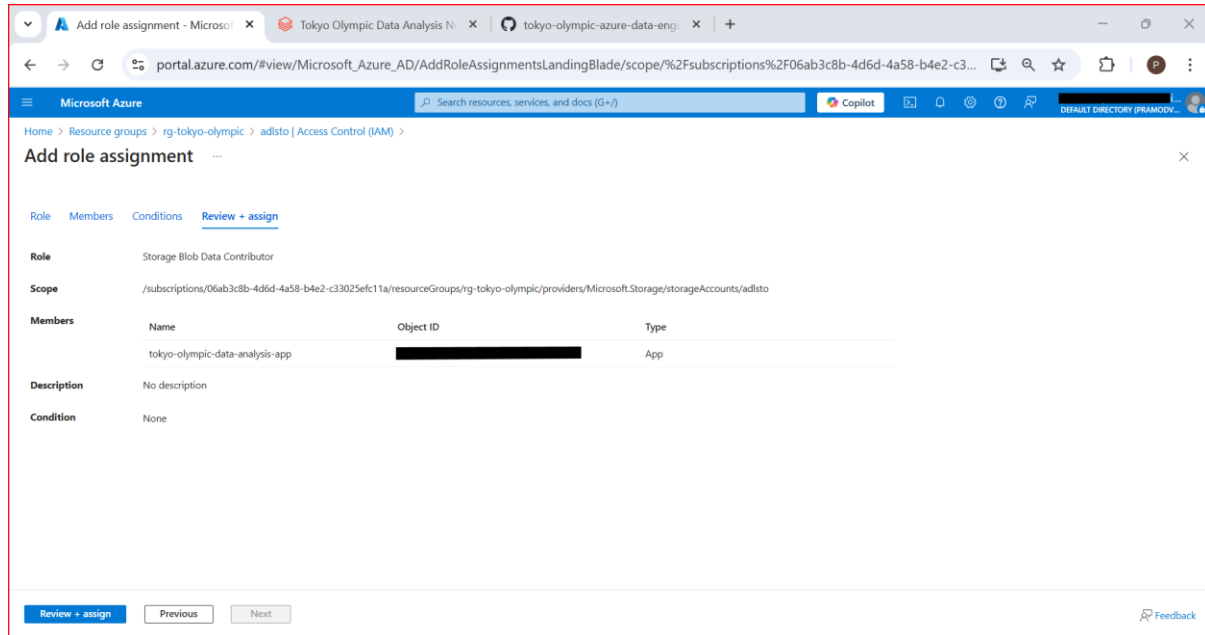 Add role assignment - Microsof
Tokyo Olympic Data Analysis N
tokyo-olympic-azure-data-engi
portal.azure.com/#view/Microsoft_Azure_AD/AddRoleAssignmentsLandingBlade/scope/%2Fsubscriptions%2F06ab3c8b-4d6d-4a58-b4e2-c3...
P
Microsoft Azure
Search resources, services, and docs (G+/)
Copilot
DEFAULT DIRECTORY (PRAMODV...
Home > Resource groups > rg-tokyo-olympic > adlsto | Access Control (IAM) >
Add role assignment ...
Role Members Conditions Review + assign
Role Storage Blob Data Contributor
Scope /subscriptions/06ab3c8b-4d6d-4a58-b4e2-c33025efc11a/resourceGroups/rg-tokyo-olympic/providers/Microsoft.Storage/storageAccounts/adlsto
Members Name Object ID Type
tokyo-olympic-data-analysis-app App
Description No description
Condition None
Review + assign Previous Next
Feedback